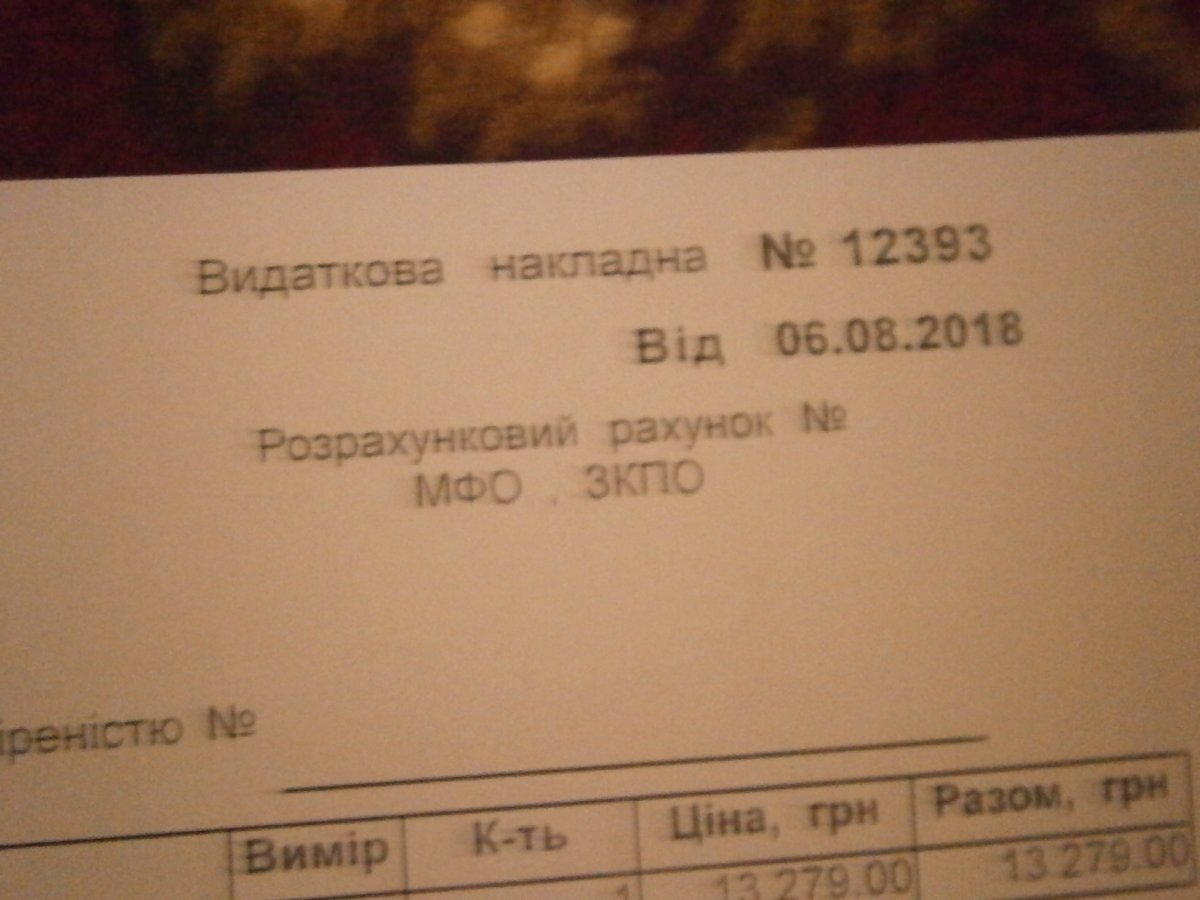 Видаткова накладна № 12393
Від 06.08.2018
Розрахунковий рахунок №
МФО , ЗКПО
іреністю №
Вимір К-ть Ціна, грн Разом, грн
1 13 279.00 13 279.00